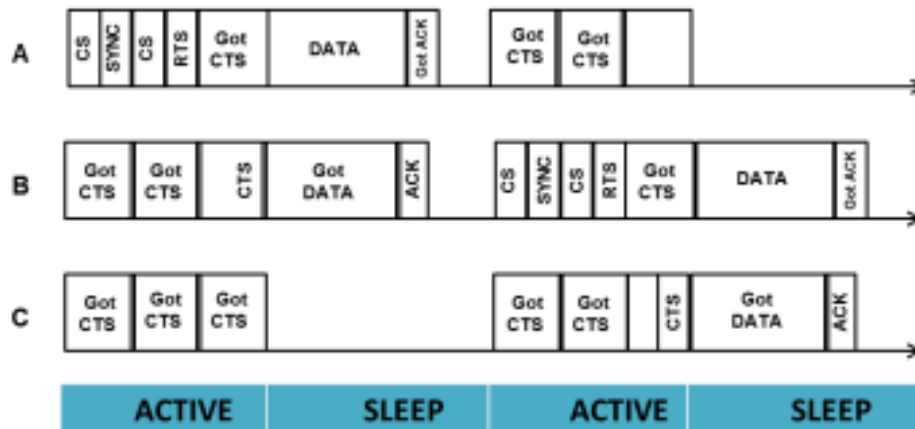 A
CS SYNC CS RTS Got CTS DATA Got ACK Got CTS Got CTS
B
Got CTS Got CTS CTS Got DATA ACK CS SYNC CS RTS Got CTS DATA Got ACK
C
Got CTS Got CTS Got CTS Got CTS Got CTS CTS Got DATA ACK
ACTIVE SLEEP ACTIVE SLEEP